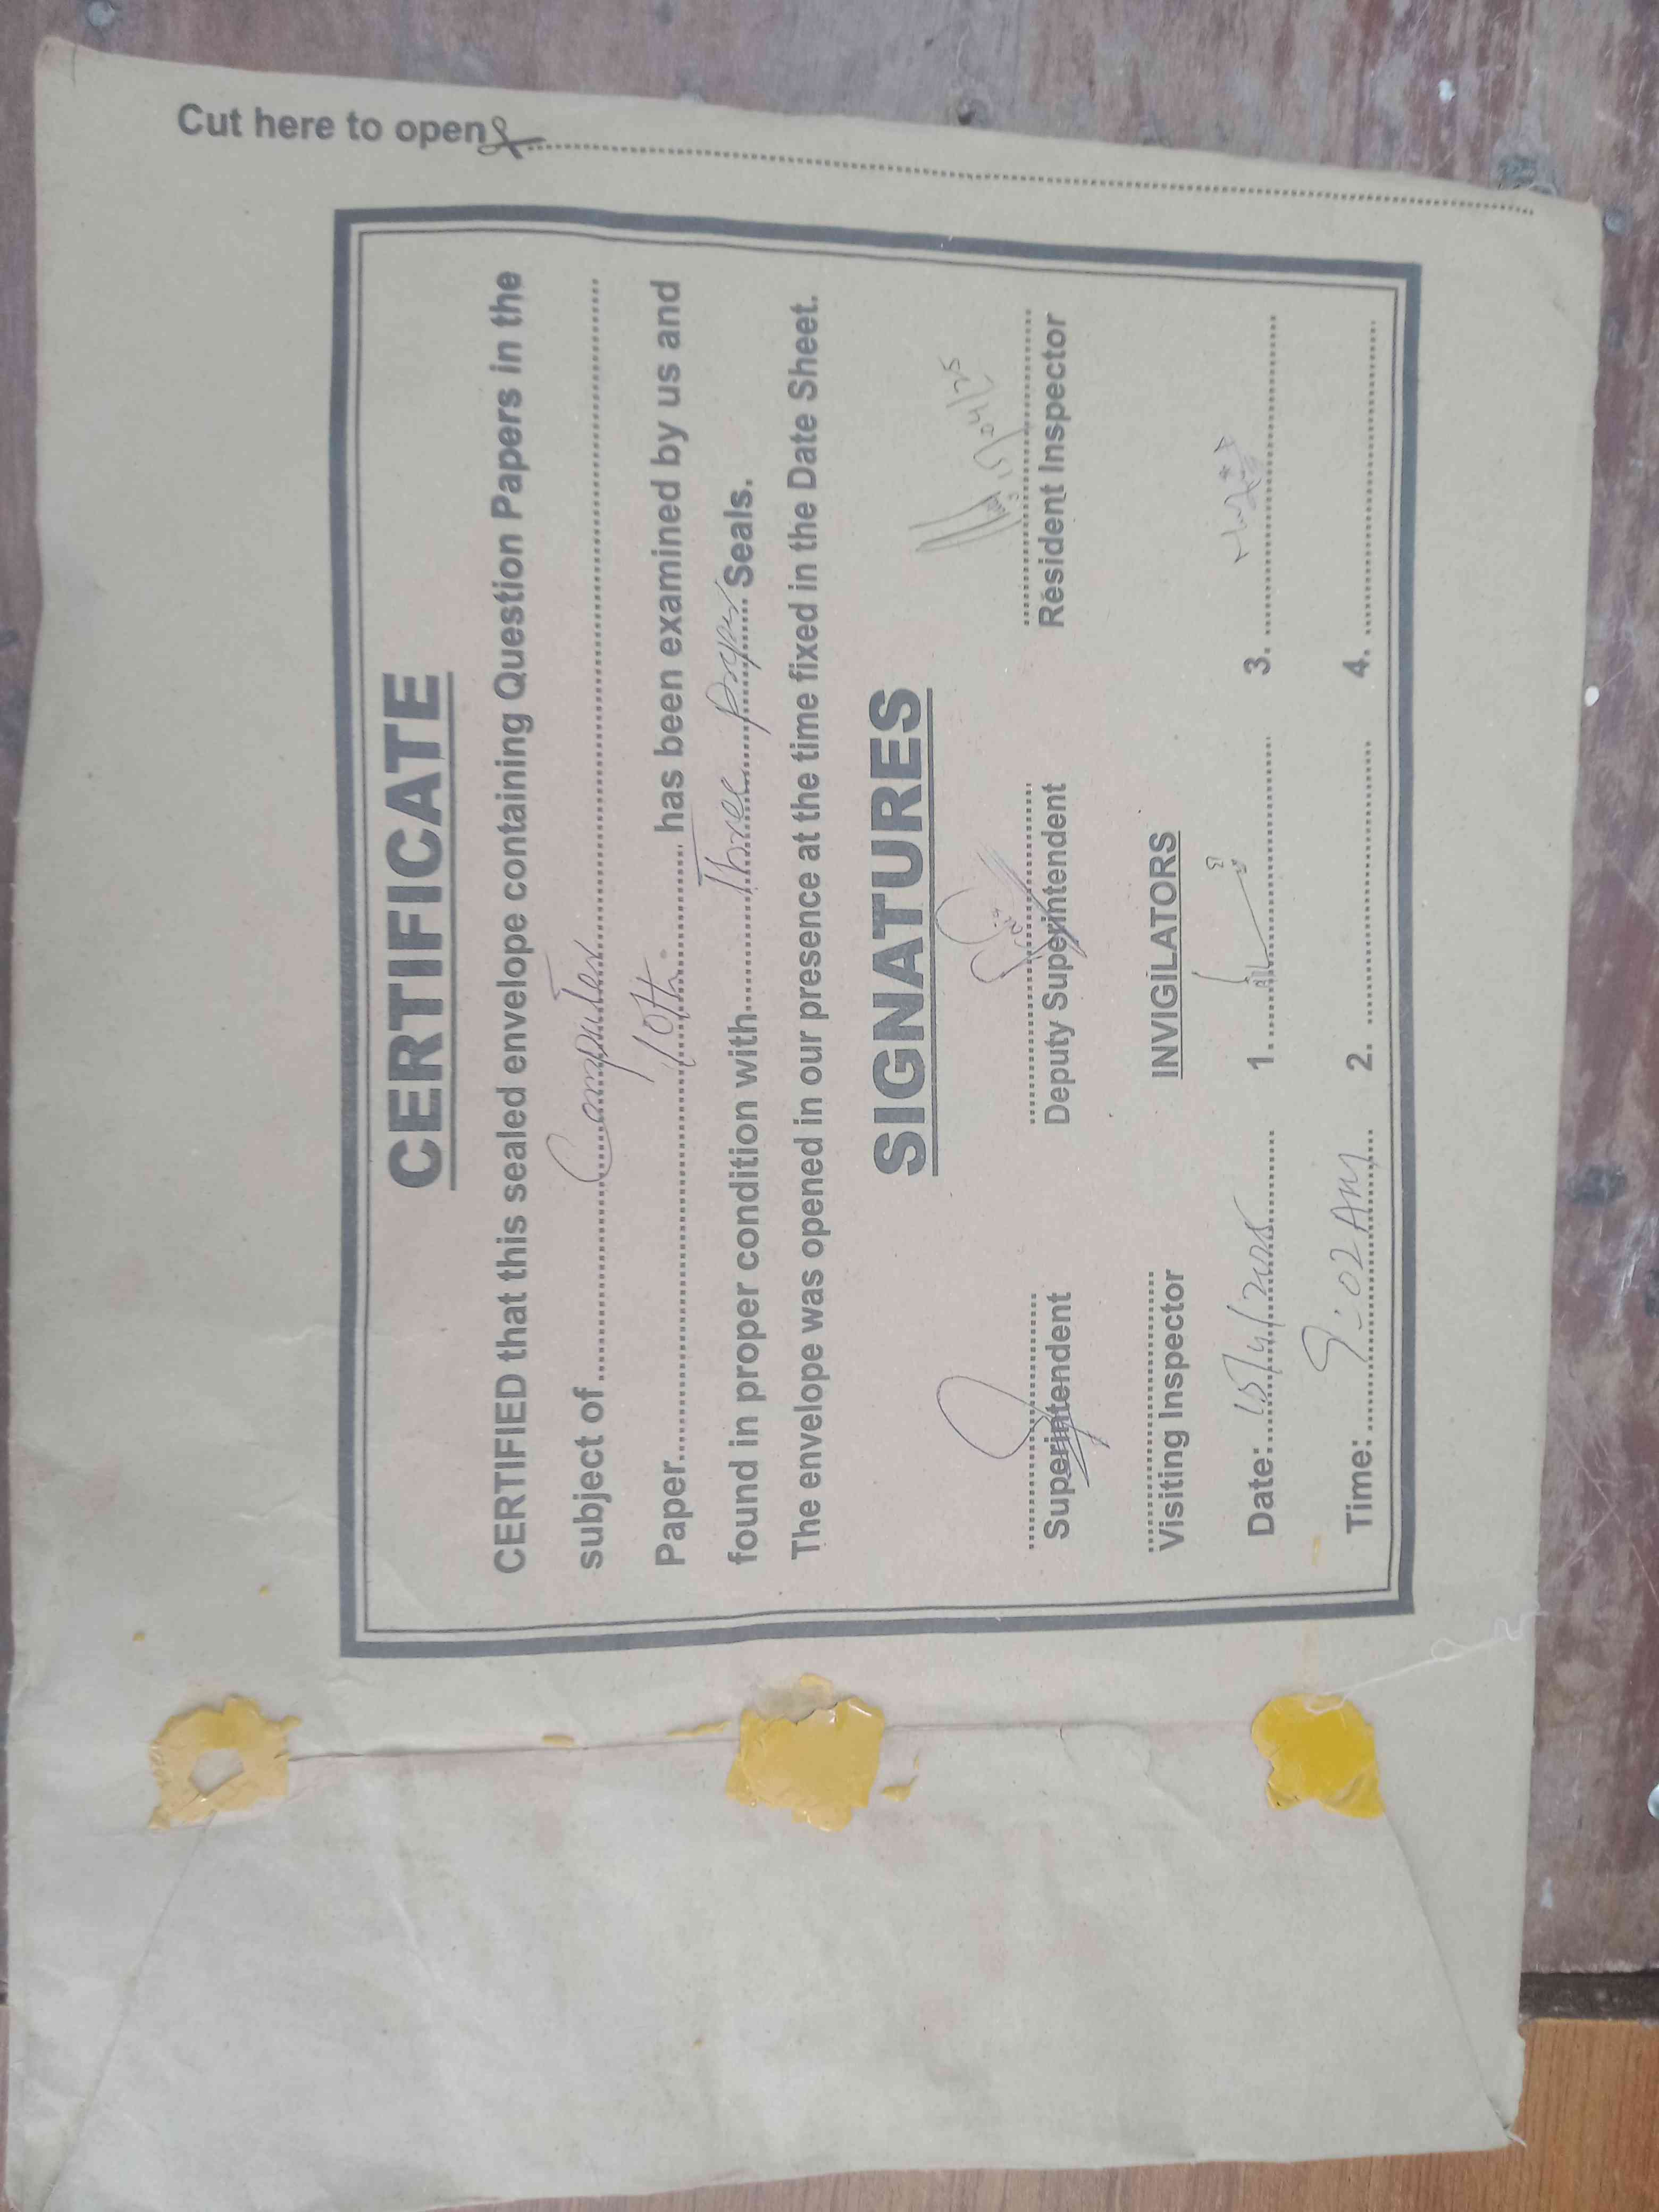 Cut here to open
CERTIFICATE
CERTIFIED that this sealed envelope containing Question Papers in the
subject of Computer
Paper 10th. has been examined by us and
found in proper condition with Three proper Seals.
The envelope was opened in our presence at the time fixed in the Date Sheet.
SIGNATURES
15/04/25
Superintendent Deputy Superintendent Resident Inspector
Visiting Inspector INVIGILATORS
Date: 15/4/2025 1. 3.
Time: 9:02 AM 2. 4.